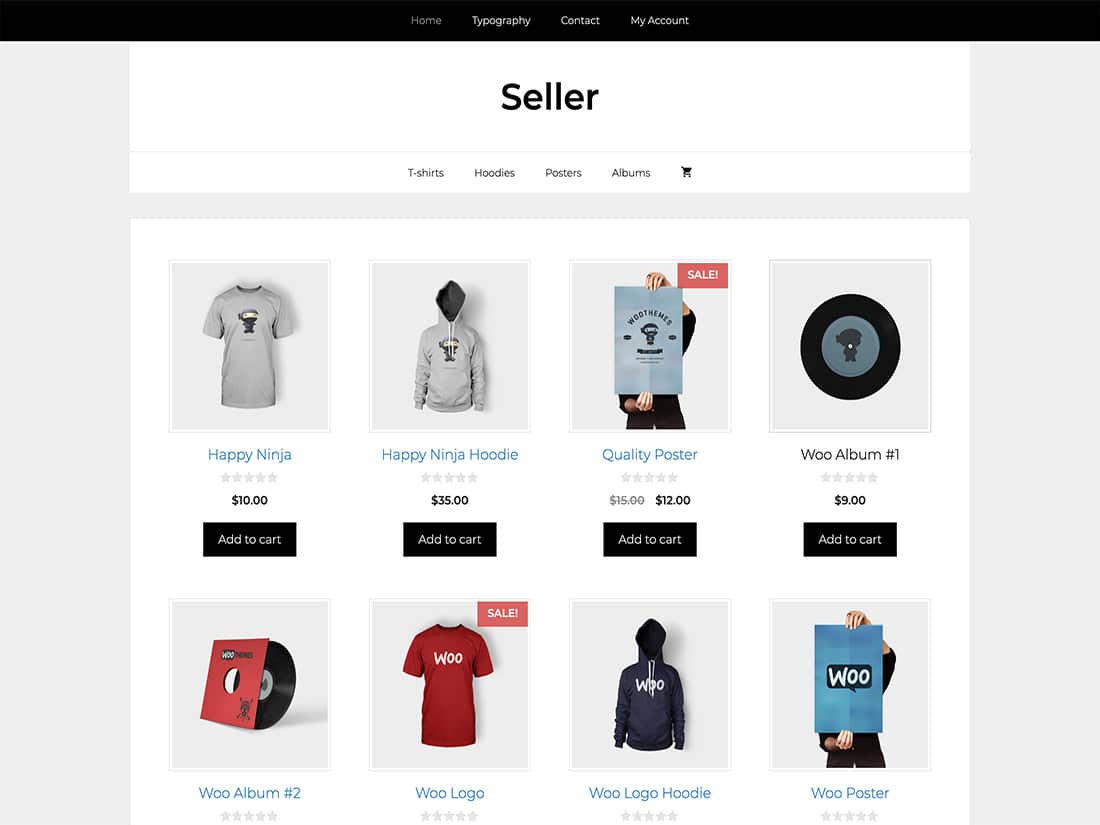 Home Typography Contact My Account
Seller
T-shirts Hoodies Posters Albums
SALE!
WOOTHEMES
Happy Ninja Happy Ninja Hoodie Quality Poster Woo Album #1
$10.00 $35.00 $15.00 $12.00 $9.00
Add to cart Add to cart Add to cart Add to cart
SALE!
WOOTHEMES WOO WOO WOO
Woo Album #2 Woo Logo Woo Logo Hoodie Woo Poster